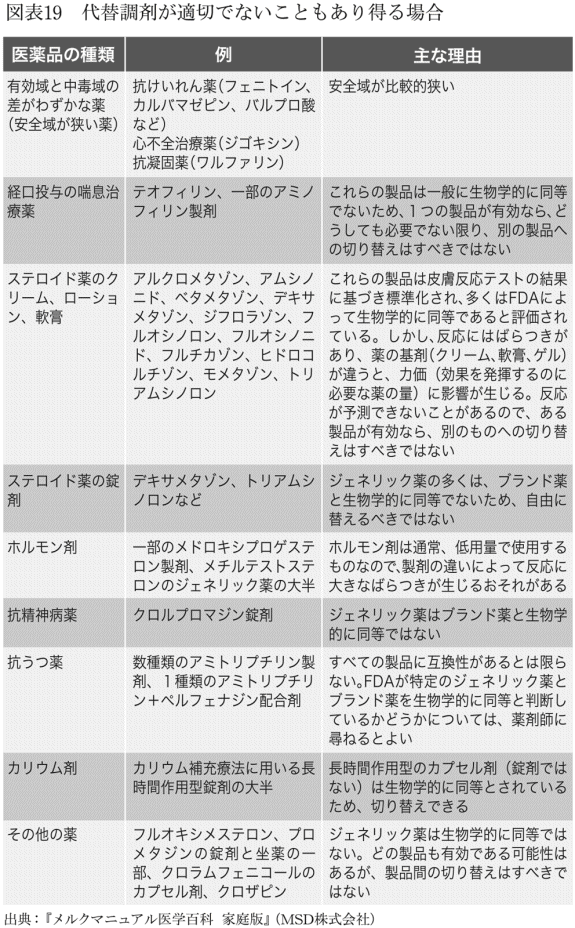 図表19　代替調剤が適切でないこともあり得る場合
医薬品の種類　例　主な理由
有効域と中毒域の
差がわずかな薬
（安全域が狭い薬）
抗けいれん薬（フェニトイン、
カルバマゼピン、バルプロ酸
など）
心不全治療薬（ジゴキシン）
抗凝固薬（ワルファリン）
安全域が比較的狭い
経口投与の喘息治
療薬
テオフィリン、一部のアミノ
フィリン製剤
これらの製品は一般に生物学的に同等
でないため、１つの製品が有効なら、ど
うしても必要でない限り、別の製品へ
の切り替えはすべきではない
ステロイド薬のク
リーム、ローショ
ン、軟膏
アルクロメタゾン、アムシノ
ニド、ベタメタゾン、デキサ
メタゾン、ジフロラゾン、フ
ルオシノロン、フルオシノニ
ド、フルチカゾン、ヒドロコ
ルチゾン、モメタゾン、トリ
アムシノロン
これらの製品は皮膚反応テストの結果
に基づき標準化され、多くはFDAによ
って生物学的に同等であると評価され
ている。しかし、反応にはばらつきが
あり、薬の基剤（クリーム、軟膏、ゲル）
が違うと、力価（効果を発揮するのに
必要な薬の量）に影響が生じる。反応
が予測できないことがあるので、ある
製品が有効なら、別のものへの切り替
えはすべきではない
ステロイド薬の錠
剤
デキサメタゾン、トリアムシ
ノロンなど
ジェネリック薬の多くは、ブランド薬
と生物学的に同等でないため、自由に
替えるべきではない
ホルモン剤
一部のメドロキシプロゲステ
ロン製剤、メチルテストステ
ロンのジェネリック薬の大半
ホルモン剤は通常、低用量で使用する
ものなので、製剤の違いによって反応に
大きなばらつきが生じるおそれがある
抗精神病薬
クロルプロマジン錠剤
ジェネリック薬はブランド薬と生物学
的に同等ではない
抗うつ薬
数種類のアミトリプチリン製
剤、１種類のアミトリプチリ
ン＋ペルフェナジン配合剤
すべての製品に互換性があるとは限ら
ない。FDAが特定のジェネリック薬と
ブランド薬を生物学的に同等と判断し
ているかどうかについては、薬剤師に
尋ねるとよい
カリウム剤
カリウム補充療法に用いる長
時間作用型錠剤の大半
長時間作用型のカプセル剤（錠剤では
ない）は生物学的に同等とされている
ため、切り替えできる
その他の薬
フルオキシメステロン、プロ
メタジンの錠剤と坐薬の一
部、クロラムフェニコールの
カプセル剤、クロザピン
ジェネリック薬は生物学的に同等では
ない。どの製品も有効である可能性は
あるが、製品間の切り替えはすべきで
はない
出典：『メルクマニュアル医学百科 家庭版』（MSD株式会社）